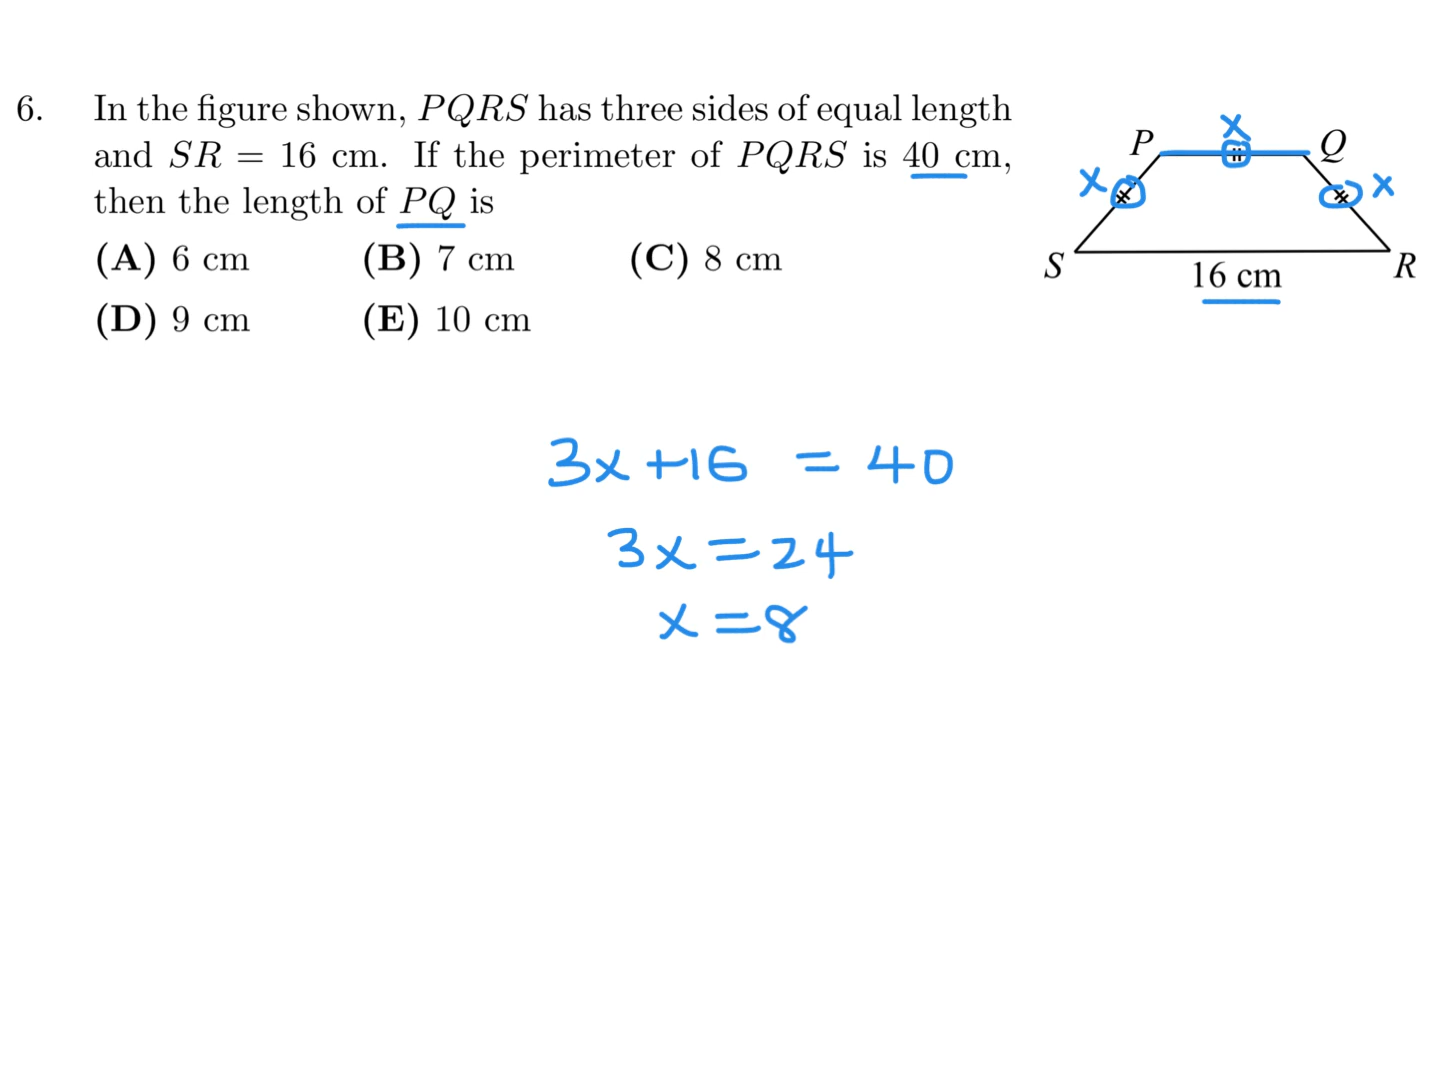 6. In the figure shown, PQRS has three sides of equal length
and SR = 16 cm. If the perimeter of PQRS is 40 cm,
then the length of PQ is
(A) 6 cm (B) 7 cm (C) 8 cm
(D) 9 cm (E) 10 cm
x
P Q
x x
S R
16 cm
3x+16 = 40
3x=24
x=8